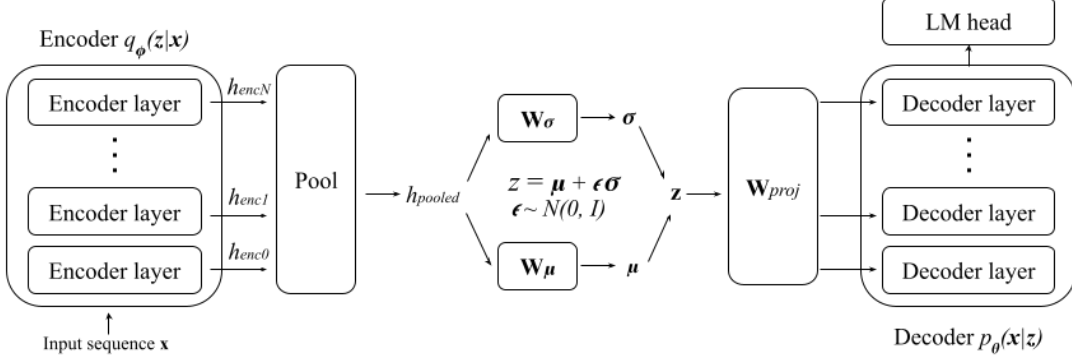 Encoder q𝝓(z|x)
Encoder layer
Encoder layer
Encoder layer
Input sequence x
hencN
henc1
henc0
Pool
hpooled
Wσ
σ
z = μ + ϵσ
ϵ ~ N(0, I)
Wμ
μ
z
Wproj
LM head
Decoder layer
Decoder layer
Decoder layer
Decoder pθ(x|z)